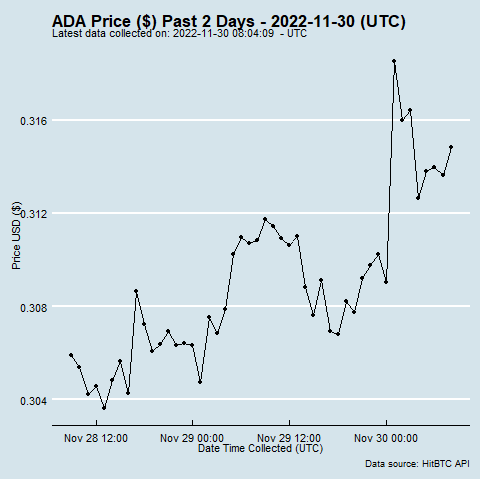 ADA Price ($) Past 2 Days - 2022-11-30 (UTC)
Latest data collected on: 2022-11-30 08:04:09  - UTC
0.316
0.312
0.308
0.304
Price USD ($)
Nov 28 12:00
Nov 29 00:00
Nov 29 12:00
Nov 30 00:00
Date Time Collected (UTC)
Data source: HitBTC API